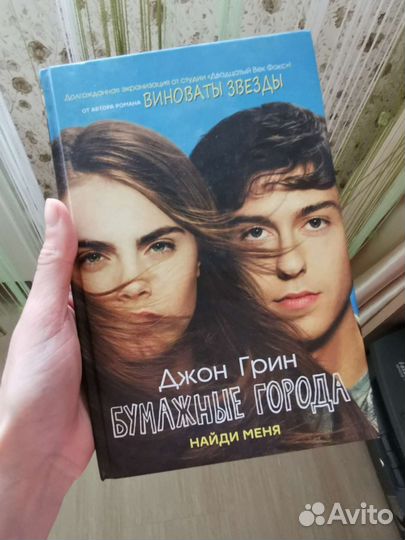 Долгожданная экранизация от студии «Двадцатый Век Фокс»!
ОТ АВТОРА РОМАНА ВИНОВАТЫ ЗВЕЗДЫ
Джон Грин
БУМАЖНЫЕ ГОРОДА
НАЙДИ МЕНЯ
Avito